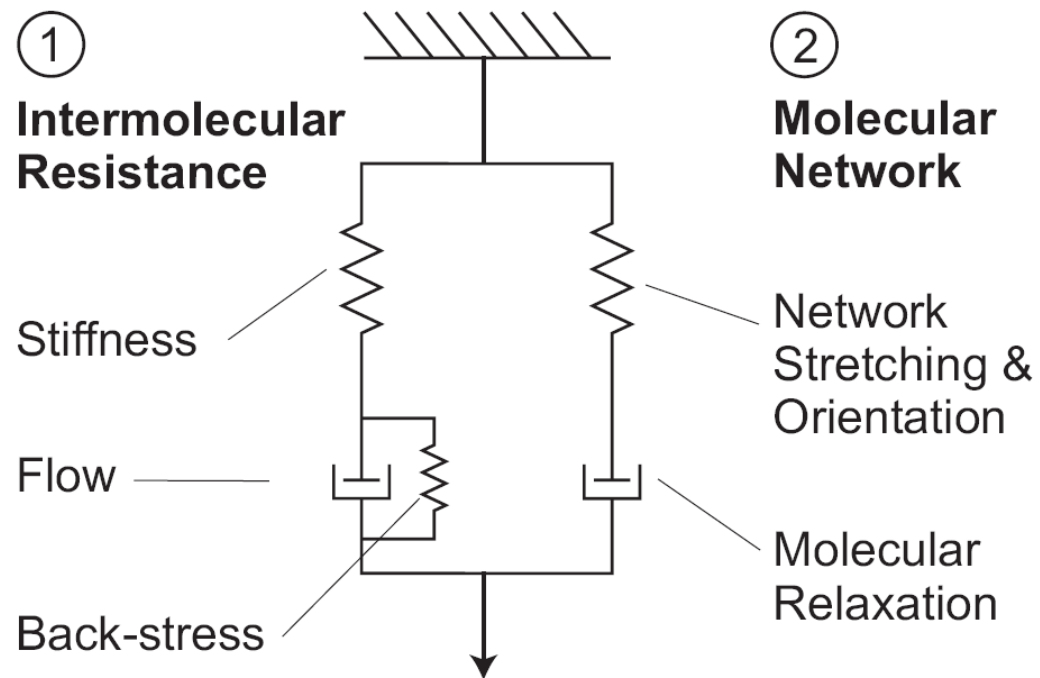 1
Intermolecular
Resistance
Stiffness
Flow
Back-stress
2
Molecular
Network
Network
Stretching &
Orientation
Molecular
Relaxation